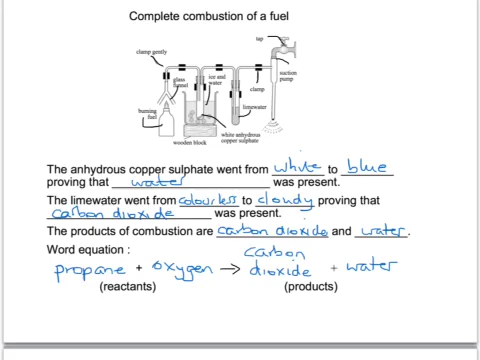 Complete combustion of a fuel
tap
clamp gently
glass
funnel
ice and
water
suction
pump
clamp
burning
fuel
limewater
white anhydrous
copper sulphate
wooden block
The anhydrous copper sulphate went from white to blue
proving that water was present.
The limewater went from colourless to cloudy proving that
carbon dioxide was present.
The products of combustion are carbon dioxide and water.
Word equation :
propane + oxygen → carbon dioxide + water
(reactants) (products)